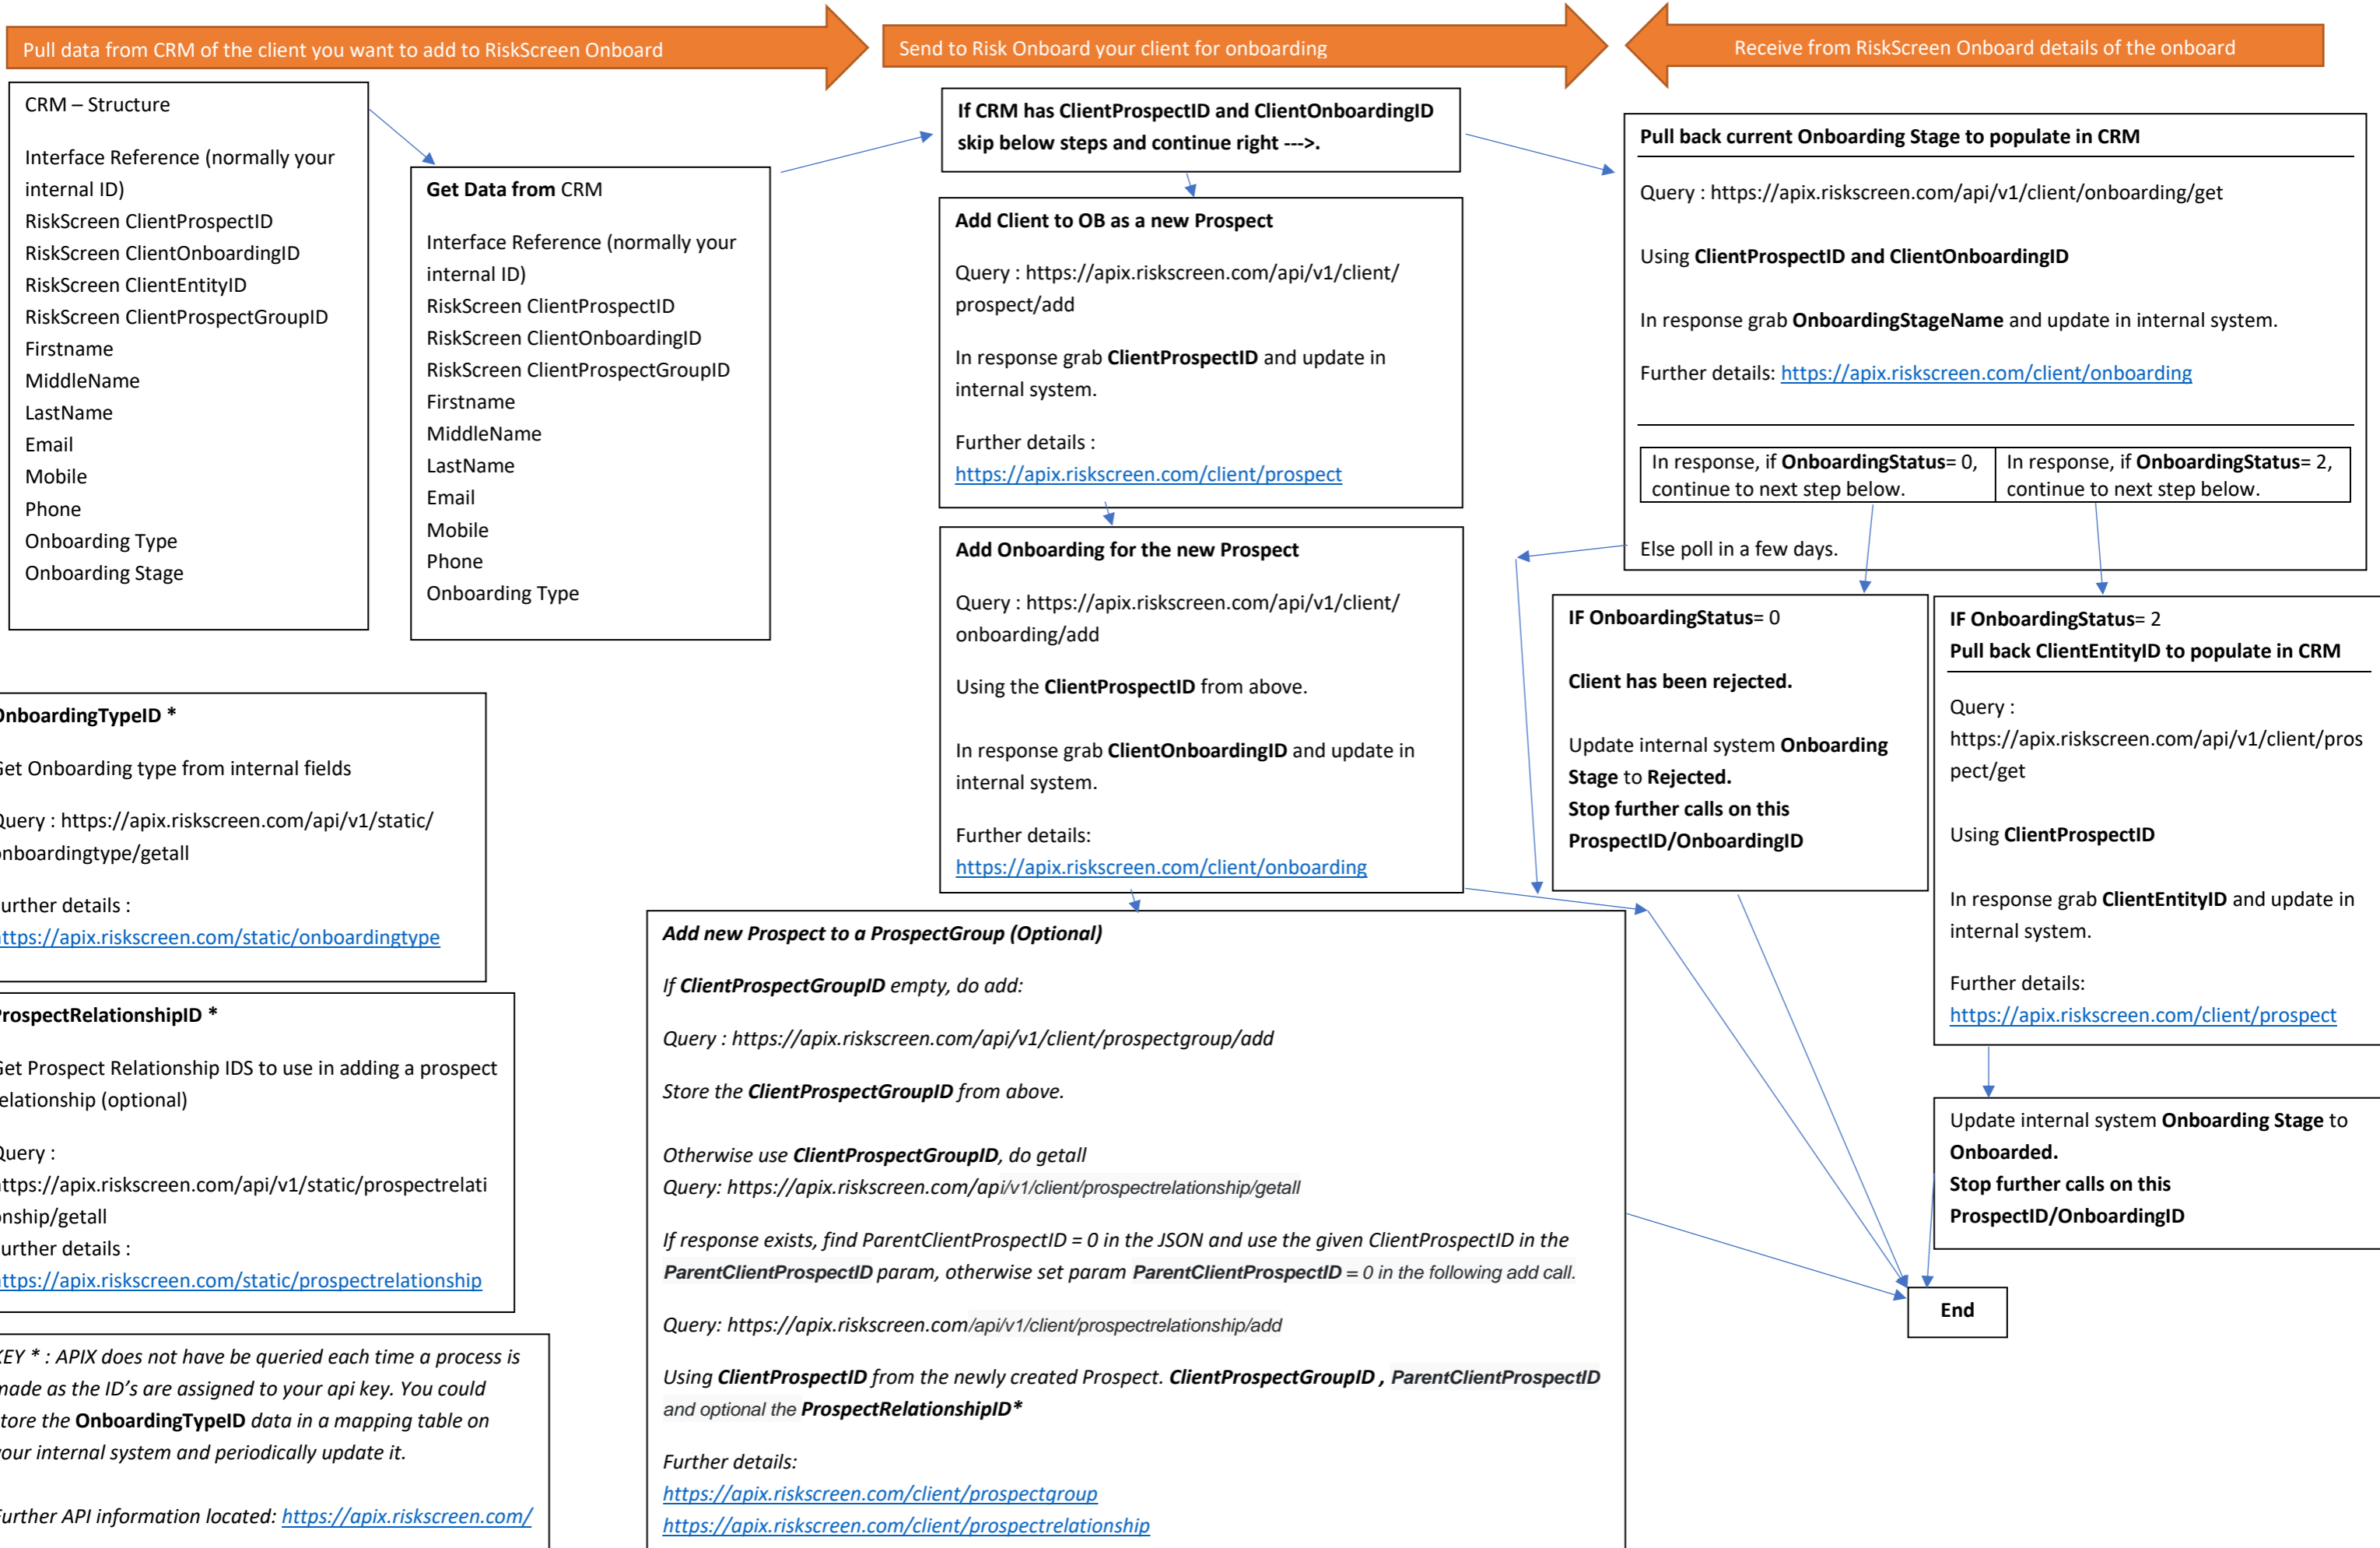 Pull data from CRM of the client you want to add to RiskScreen Onboard
Send to Risk Onboard your client for onboarding
Receive from RiskScreen Onboard details of the onboard
CRM – Structure
Interface Reference (normally your
internal ID)
RiskScreen ClientProspectID
RiskScreen ClientOnboardingID
RiskScreen ClientEntityID
RiskScreen ClientProspectGroupID
Firstname
MiddleName
LastName
Email
Mobile
Phone
Onboarding Type
Onboarding Stage
Get Data from CRM
Interface Reference (normally your
internal ID)
RiskScreen ClientProspectID
RiskScreen ClientOnboardingID
RiskScreen ClientProspectGroupID
Firstname
MiddleName
LastName
Email
Mobile
Phone
Onboarding Type
OnboardingTypeID *
Get Onboarding type from internal fields
Query : https://apix.riskscreen.com/api/v1/static/
onboardingtype/getall
Further details :
https://apix.riskscreen.com/static/onboardingtype
ProspectRelationshipID *
Get Prospect Relationship IDS to use in adding a prospect
relationship (optional)
Query :
https://apix.riskscreen.com/api/v1/static/prospectrelati
onship/getall
Further details :
https://apix.riskscreen.com/static/prospectrelationship
KEY * : APIX does not have be queried each time a process is
made as the ID’s are assigned to your api key. You could
store the OnboardingTypeID data in a mapping table on
your internal system and periodically update it.
Further API information located: https://apix.riskscreen.com/
If CRM has ClientProspectID and ClientOnboardingID
skip below steps and continue right --->.
Add Client to OB as a new Prospect
Query : https://apix.riskscreen.com/api/v1/client/
prospect/add
In response grab ClientProspectID and update in
internal system.
Further details :
https://apix.riskscreen.com/client/prospect
Add Onboarding for the new Prospect
Query : https://apix.riskscreen.com/api/v1/client/
onboarding/add
Using the ClientProspectID from above.
In response grab ClientOnboardingID and update in
internal system.
Further details:
https://apix.riskscreen.com/client/onboarding
Add new Prospect to a ProspectGroup (Optional)
If ClientProspectGroupID empty, do add:
Query : https://apix.riskscreen.com/api/v1/client/prospectgroup/add
Store the ClientProspectGroupID from above.
Otherwise use ClientProspectGroupID, do getall
Query: https://apix.riskscreen.com/api/v1/client/prospectrelationship/getall
If response exists, find ParentClientProspectID = 0 in the JSON and use the given ClientProspectID in the
ParentClientProspectID param, otherwise set param ParentClientProspectID = 0 in the following add call.
Query: https://apix.riskscreen.com/api/v1/client/prospectrelationship/add
Using ClientProspectID from the newly created Prospect. ClientProspectGroupID , ParentClientProspectID
and optional the ProspectRelationshipID*
Further details:
https://apix.riskscreen.com/client/prospectgroup
https://apix.riskscreen.com/client/prospectrelationship
Pull back current Onboarding Stage to populate in CRM
Query : https://apix.riskscreen.com/api/v1/client/onboarding/get
Using ClientProspectID and ClientOnboardingID
In response grab OnboardingStageName and update in internal system.
Further details: https://apix.riskscreen.com/client/onboarding
In response, if OnboardingStatus= 0,
continue to next step below.
In response, if OnboardingStatus= 2,
continue to next step below.
Else poll in a few days.
IF OnboardingStatus= 0
Client has been rejected.
Update internal system Onboarding
Stage to Rejected.
Stop further calls on this
ProspectID/OnboardingID
IF OnboardingStatus= 2
Pull back ClientEntityID to populate in CRM
Query :
https://apix.riskscreen.com/api/v1/client/pros
pect/get
Using ClientProspectID
In response grab ClientEntityID and update in
internal system.
Further details:
https://apix.riskscreen.com/client/prospect
Update internal system Onboarding Stage to
Onboarded.
Stop further calls on this
ProspectID/OnboardingID
End